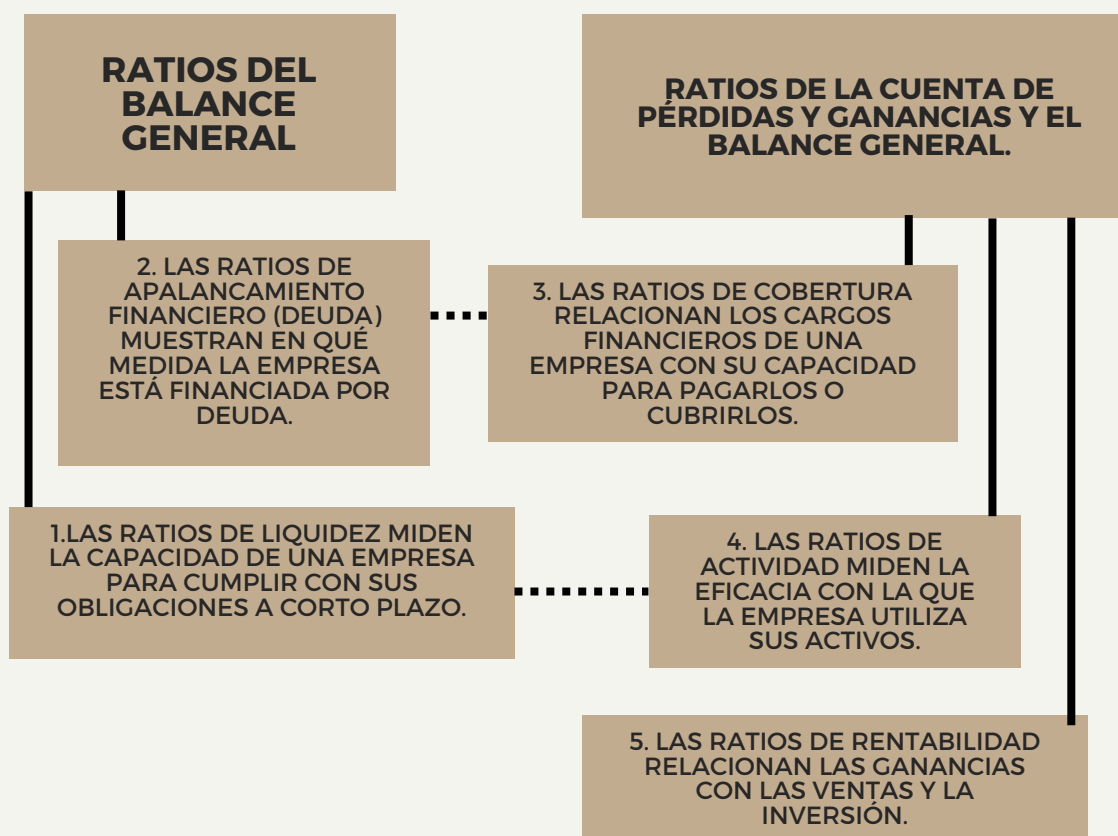 RATIOS DEL
BALANCE
GENERAL
RATIOS DE LA CUENTA DE
PÉRDIDAS Y GANANCIAS Y EL
BALANCE GENERAL.
2. LAS RATIOS DE
APALANCAMIENTO
FINANCIERO (DEUDA)
MUESTRAN EN QUÉ
MEDIDA LA EMPRESA
ESTÁ FINANCIADA POR
DEUDA.
3. LAS RATIOS DE COBERTURA
RELACIONAN LOS CARGOS
FINANCIEROS DE UNA
EMPRESA CON SU CAPACIDAD
PARA PAGARLOS O
CUBRIRLOS.
1.LAS RATIOS DE LIQUIDEZ MIDEN
LA CAPACIDAD DE UNA EMPRESA
PARA CUMPLIR CON SUS
OBLIGACIONES A CORTO PLAZO.
4. LAS RATIOS DE
ACTIVIDAD MIDEN LA
EFICACIA CON LA QUE
LA EMPRESA UTILIZA
SUS ACTIVOS.
5. LAS RATIOS DE RENTABILIDAD
RELACIONAN LAS GANANCIAS
CON LAS VENTAS Y LA
INVERSIÓN.